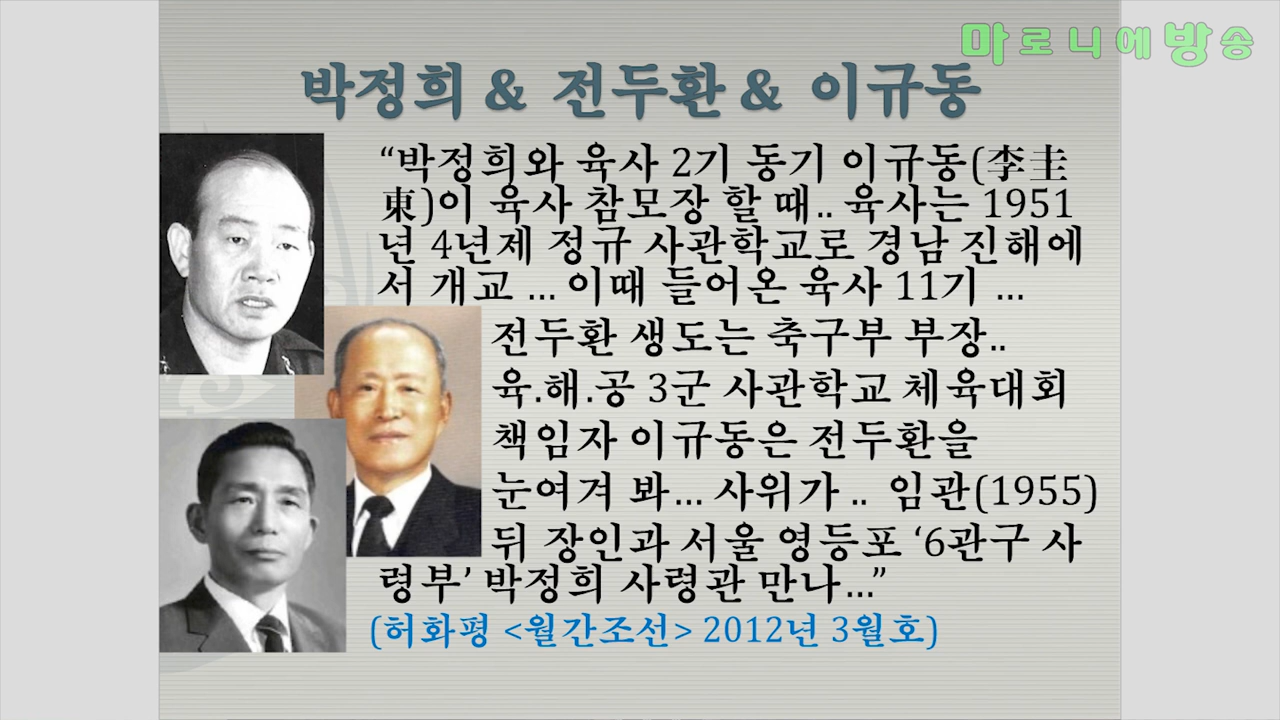 마로니에방송
박정희 & 전두환 & 이규동
“박정희와 육사 2기 동기 이규동(李圭
東)이 육사 참모장 할 때.. 육사는 1951
년 4년제 정규 사관학교로 경남 진해에
서 개교 ... 이때 들어온 육사 11기 ...
전두환 생도는 축구부 부장..
육.해.공 3군 사관학교 체육대회
책임자 이규동은 전두환을
눈여겨 봐... 사위가 .. 임관(1955)
뒤 장인과 서울 영등포 ‘6관구 사
령부’ 박정희 사령관 만나...”
(허화평 <월간조선> 2012년 3월호)